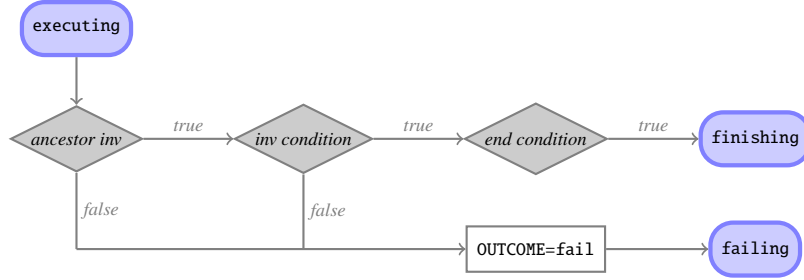 executing
ancestor inv
true
inv condition
true
end condition
true
finishing
false
false
OUTCOME=fail
failing